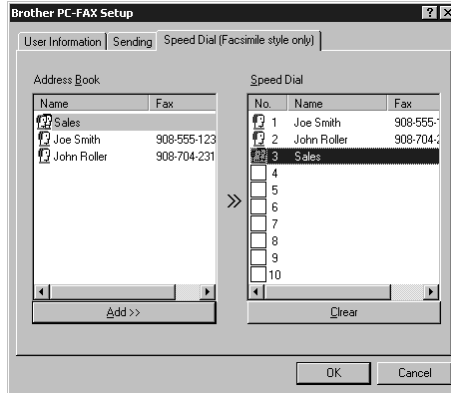 Brother PC-FAX Setup
User Information Sending Speed Dial (Facsimile style only)
Address Book Speed Dial
Name Fax No. Name Fax
Sales 1 Joe Smith 908-555-
Joe Smith 908-555-123 2 John Roller 908-704-
John Roller 908-704-231 3 Sales
4
5
6
7
8
9
10
Add >> Clrear
OK Cancel